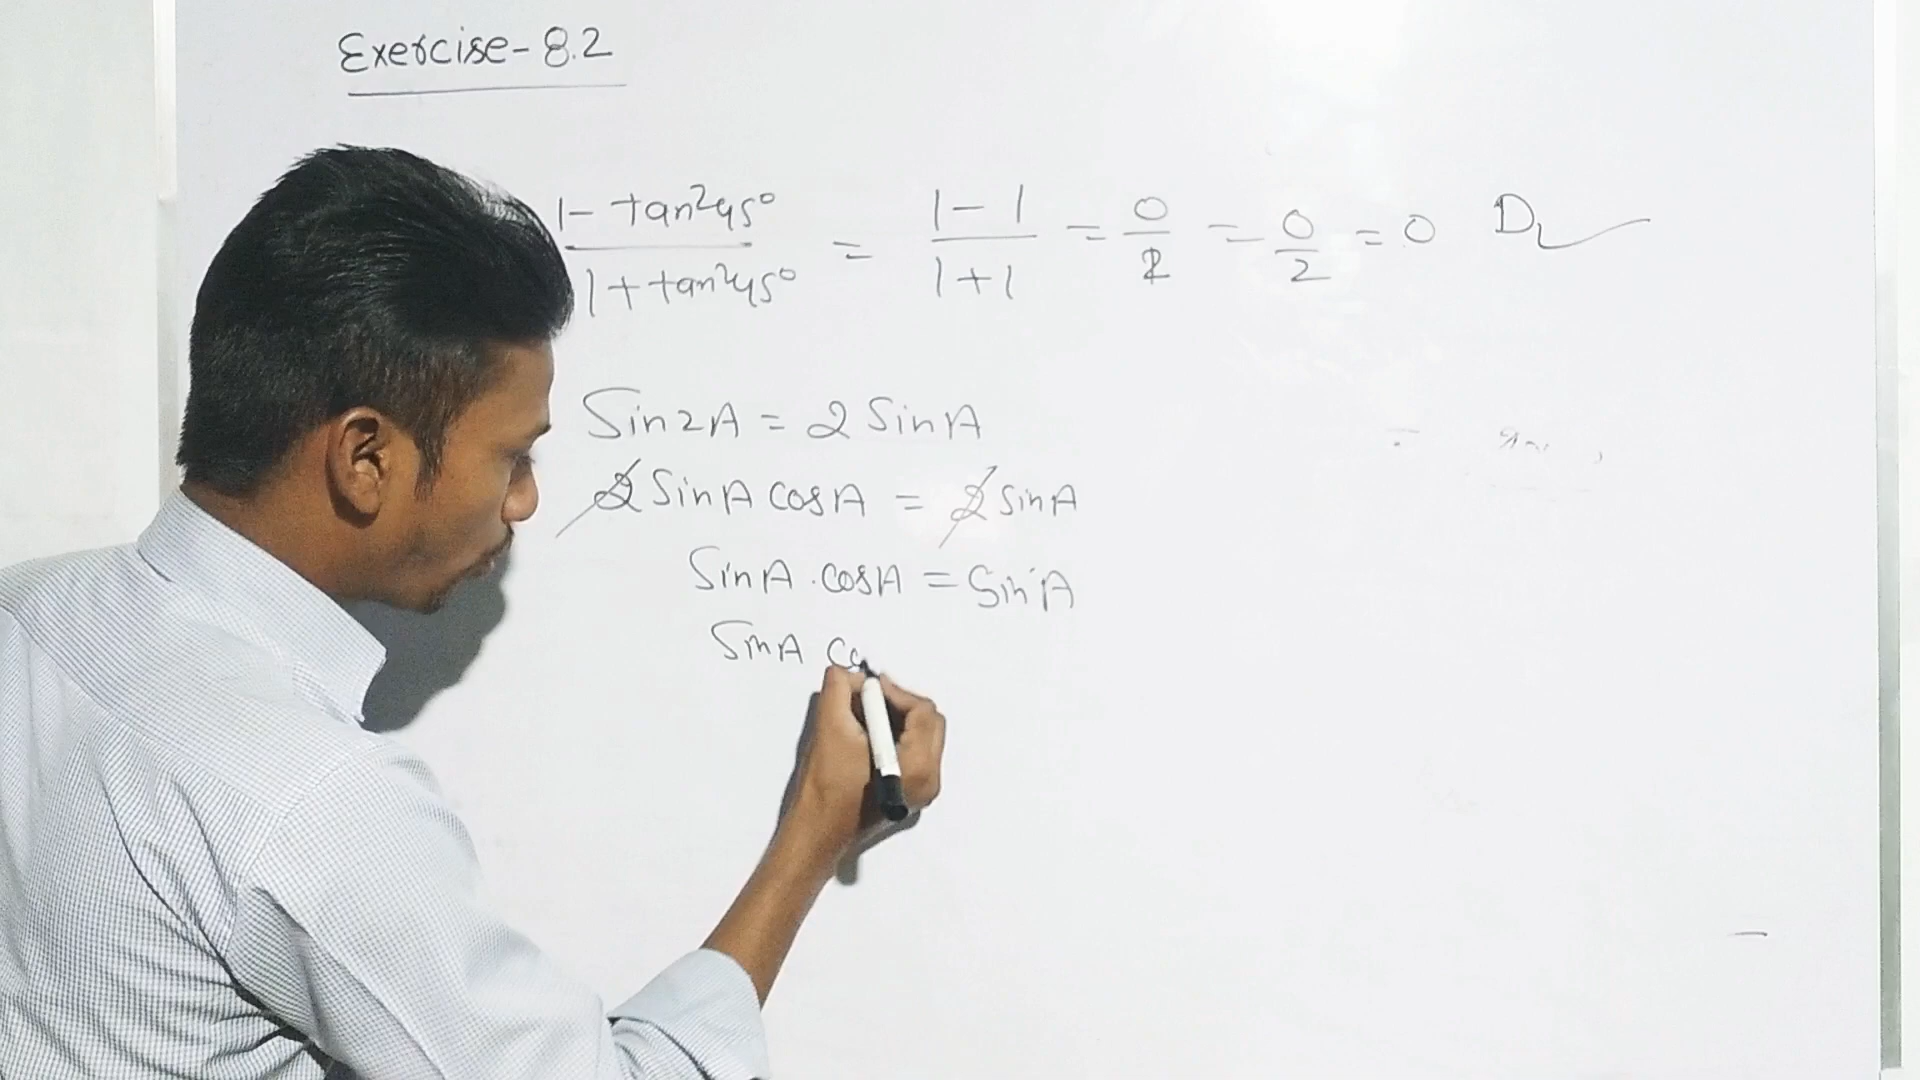 Exercise-8.2
1-tan²45°/1+tan²45° = 1-1/1+1 = 0/2 = 0/2 = 0 D
Sin2A = 2 SinA
2 SinA cosA = 2 sinA
SinA . cosA = SinA
SinA co